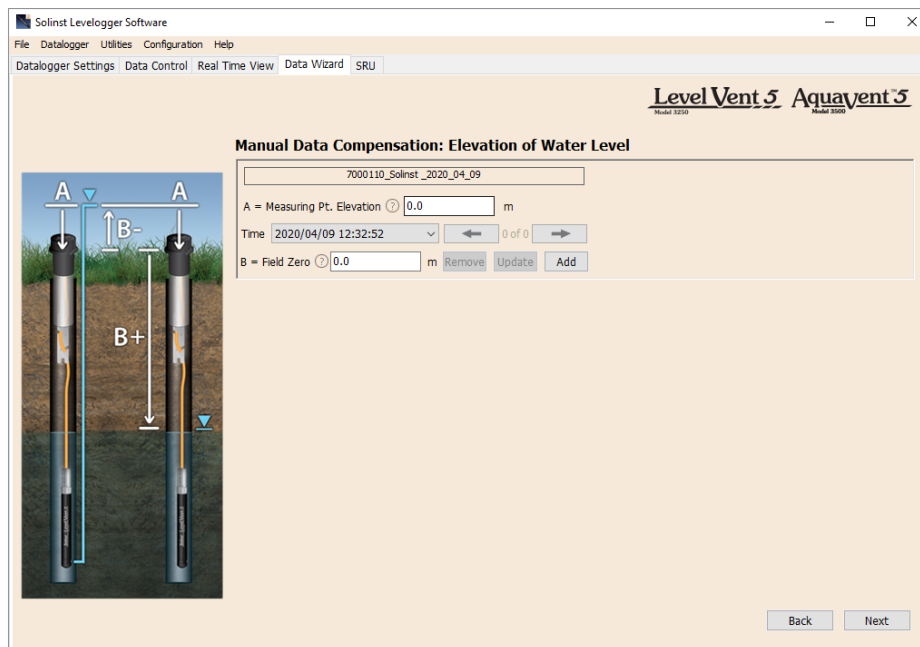 Solinst Levelogger Software
File Datalogger Utilities Configuration Help
Datalogger Settings Data Control Real Time View Data Wizard SRU
Level Vent 5 Aquavent™ 5
Model 3250 Model 3500
Manual Data Compensation: Elevation of Water Level
7000110_Solinst _2020_04_09
A = Measuring Pt. Elevation ? 0.0 m
Time 2020/04/09 12:32:52 0 of 0
B = Field Zero ? 0.0 m Remove Update Add
A A
B-
B+
Back Next